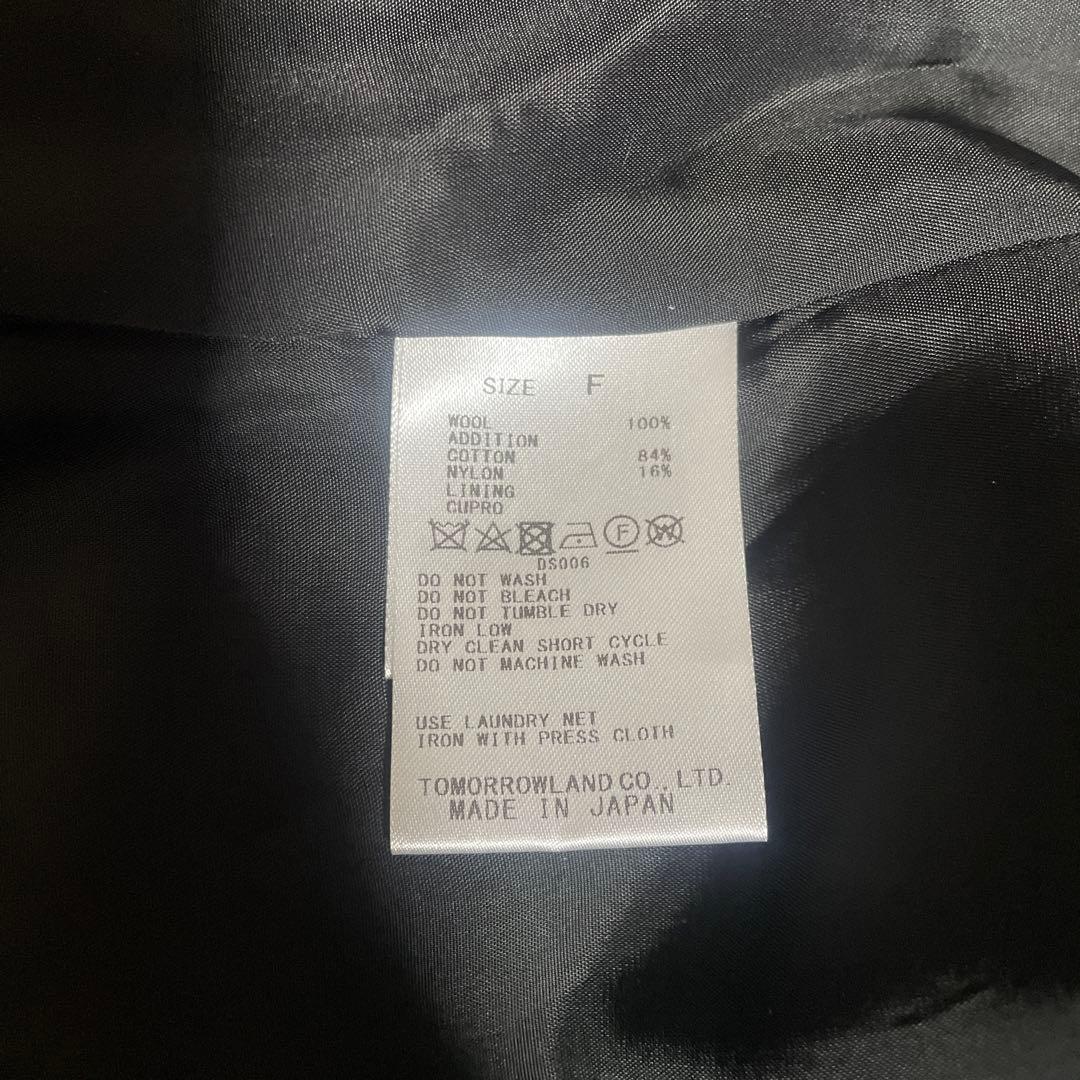 SIZE F
WOOL 100%
ADDITION
COTTON 84%
NYLON 16%
LINING
CUPRO
F W
DS006
DO NOT WASH
DO NOT BLEACH
DO NOT TUMBLE DRY
IRON LOW
DRY CLEAN SHORT CYCLE
DO NOT MACHINE WASH
USE LAUNDRY NET
IRON WITH PRESS CLOTH
TOMORROWLAND CO., LTD.
MADE IN JAPAN